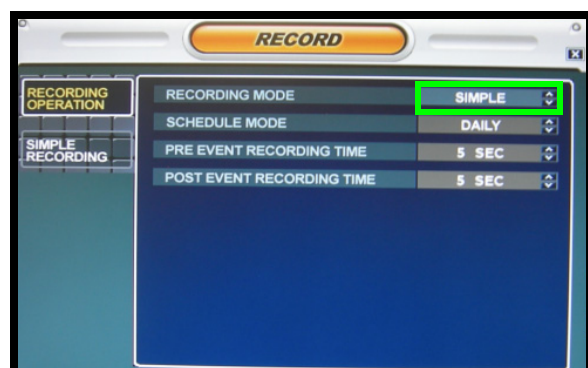 RECORD
RECORDING
OPERATION
SIMPLE
RECORDING
RECORDING MODE SIMPLE
SCHEDULE MODE DAILY
PRE EVENT RECORDING TIME 5 SEC
POST EVENT RECORDING TIME 5 SEC